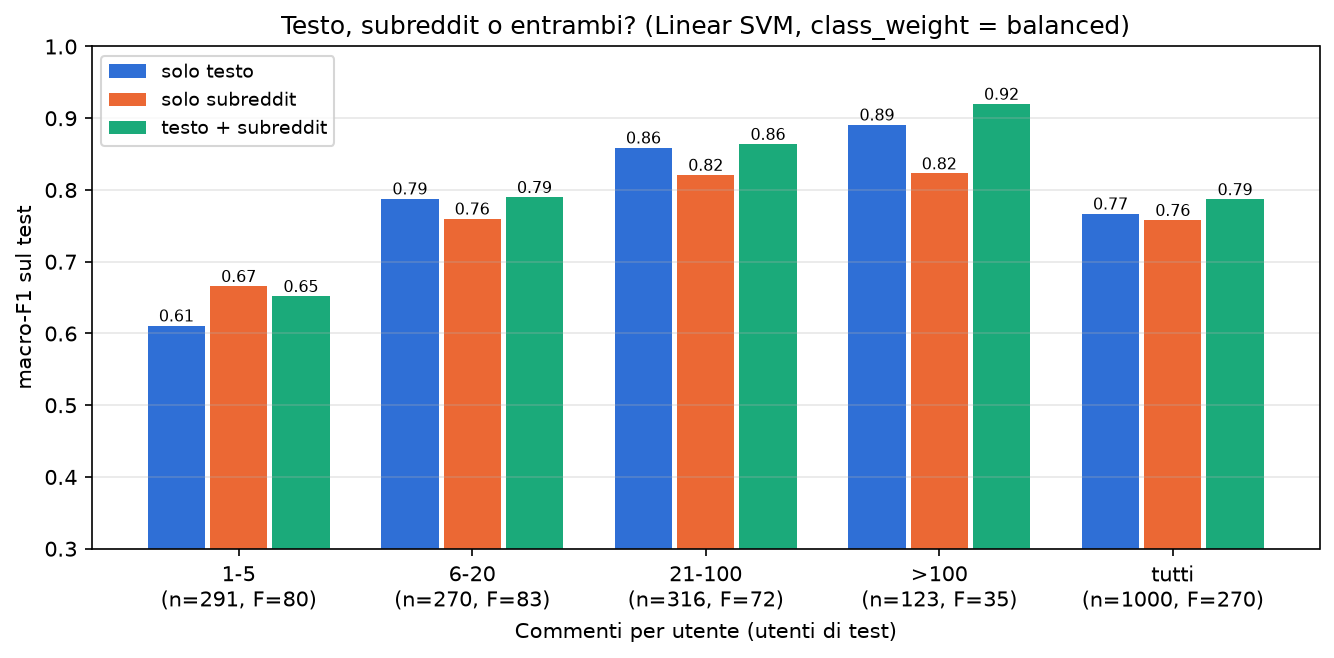 Testo, subreddit o entrambi? (Linear SVM, class_weight = balanced)
solo testo
solo subreddit
testo + subreddit
macro-F1 sul test
1.0
0.9
0.8
0.7
0.6
0.5
0.4
0.3
0.61
0.67
0.65
0.79
0.76
0.79
0.86
0.82
0.86
0.89
0.82
0.92
0.77
0.76
0.79
1-5
(n=291, F=80)
6-20
(n=270, F=83)
21-100
(n=316, F=72)
>100
(n=123, F=35)
tutti
(n=1000, F=270)
Commenti per utente (utenti di test)